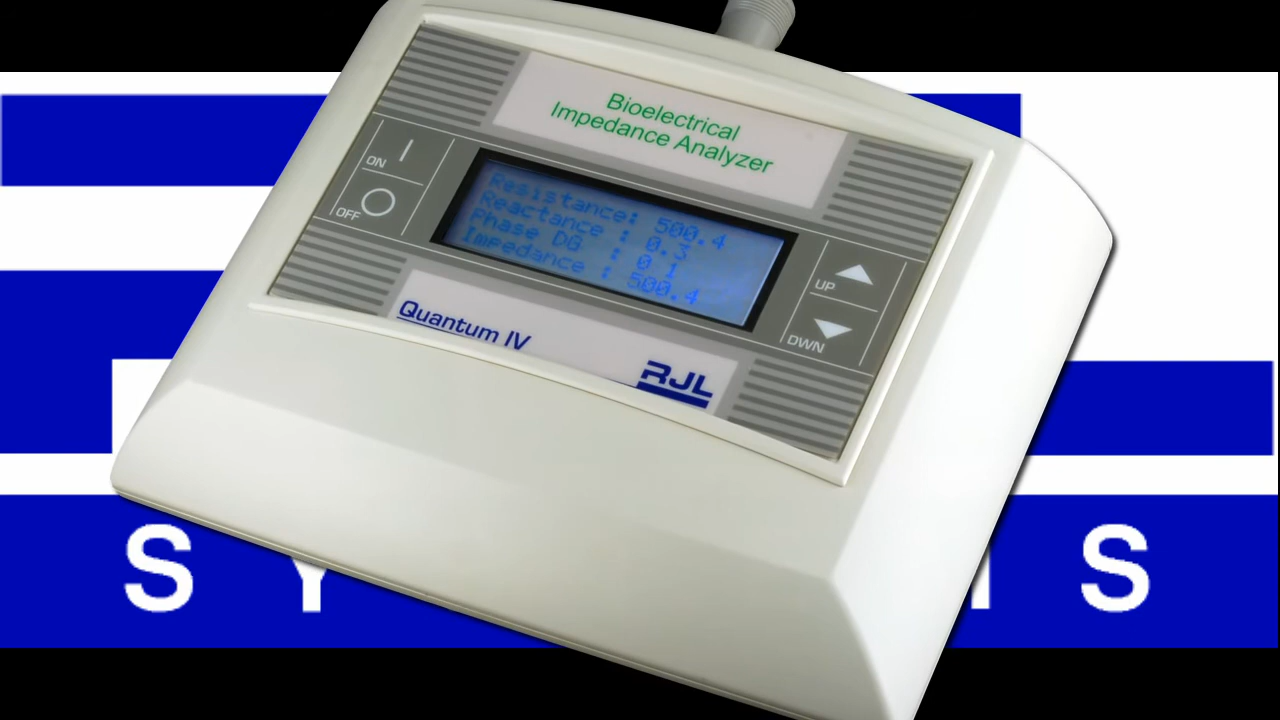 Bioelectrical
Impedance Analyzer
ON
OFF
Resistance: 500.4
Reactance : 0.3
Phase DG : 0.1
Impedance : 500.4
UP
DWN
Quantum IV
RJL
S Y S